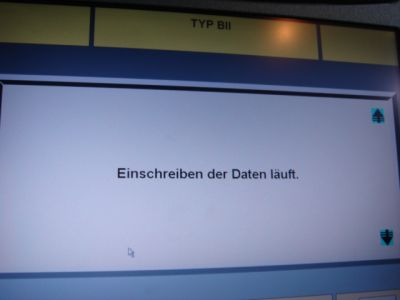 TYP BII
Einschreiben der Daten läuft.